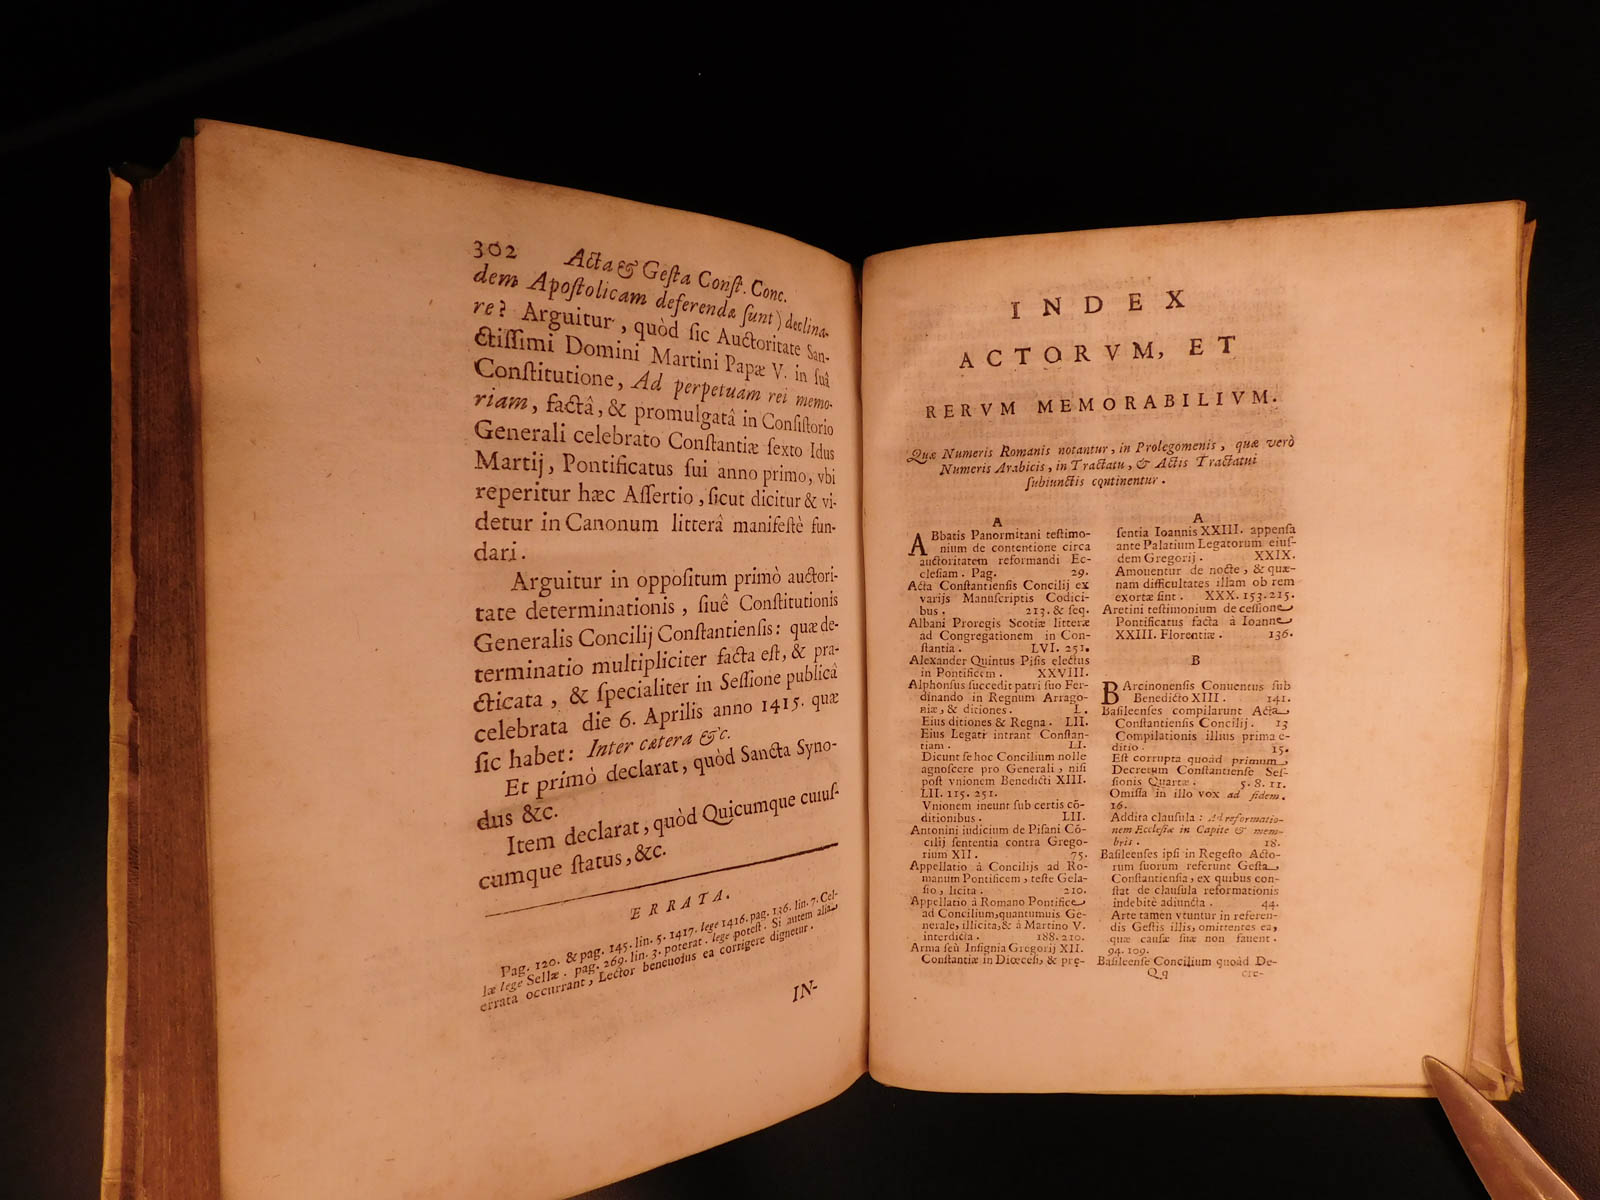 302 Acta & Gesta Const. Conc.
dem Apostolicam deferendæ sunt) declina-
re? Arguitur, quòd sic Auctoritate San-
ctissimi Domini Martini Papæ V. in suâ
Constitutione, Ad perpetuam rei memo-
riam, factâ, & promulgatâ in Consistorio
Generali celebrato Constantiæ sexto Idus
Martij, Pontificatus sui anno primo, vbi
reperitur hæc Assertio, sicut dicitur & vi-
detur in Canonum litterâ manifestè fun-
dari.
Arguitur in oppositum primò auctori-
tate determinationis, siuè Constitutionis
Generalis Concilij Constantiensis: quæ de-
terminatio multipliciter facta est, & pra-
cticata, & specialiter in Sessione publicâ
celebrata die 6. Aprilis anno 1415. quæ
sic habet: Inter cætera &c.
Et primò declarat, quòd Sancta Syno-
dus &c.
Item declarat, quòd Quicumque cuius-
cumque status, &c.
ERRATA.
Pag. 120. & pag. 145. lin. 5. 1417. lege 1416. pag. 136. lin. 7. Cel-
læ lege Sellæ. pag. 269. lin. 3. poterat. lege potest. Si autem alia
errata occurrant, Lector beneuolus ea corrigere dignetur.
IN-
INDEX
ACTORVM, ET
RERVM MEMORABILIVM.
Quæ Numeris Romanis notantur, in Prolegomenis, quæ verò
Numeris Arabicis, in Tractatu, & Actis Tractatui
subiunctis continentur.
A
ABbatis Panormitani testimo-
nium de contentione circa
auctoritatem reformandi Ec-
clesiam. Pag. 29.
Acta Constantiensis Concilij ex
varijs Manuscriptis Codici-
bus. 213. & seq.
Albani Proregis Scotiæ litteræ
ad Congregationem in Con-
stantia. LVI. 251.
Alexander Quintus Pisis electus
in Pontificem. XXVIII.
Alphonsus succedit patri suo Fer-
dinando in Regnum Arrago-
niæ, & ditiones. L.
Eius ditiones & Regna. LII.
Eius Legati intrant Constan-
tiam. LI.
Dicunt se hoc Concilium nolle
agnoscere pro Generali, nisi
post vnionem Benedicti XIII.
LII. 115. 251.
Vnionem ineunt sub certis cō-
ditionibus. LII.
Antonini iudicium de Pisani Cō-
cilij sententia contra Grego-
rium XII. 75.
Appellatio à Concilijs ad Ro-
manum Pontificem, teste Gela-
sio, licita. 210.
Appellatio à Romano Pontifice
ad Concilium, quantumuis Ge-
nerale, illicita, & à Martino V.
interdicta. 188. 210.
Arma seù Insignia Gregorij XII.
Constantiæ in Diœcesi, & prę-
A
sentia Ioannis XXIII. appensa
ante Palatium Legatorum eius-
dem Gregorij. XXIX.
Amouentur de nocte, & quæ-
nam difficultates illam ob rem
exortæ sint. XXX. 153. 215.
Aretini testimonium de cessione
Pontificatus facta à Ioanne
XXIII. Florentiæ. 136.
B
BArcinonensis Conuentus sub
Benedicto XIII. 141.
Basileenses compilarunt Acta
Constantiensis Concilij. 13
Compilationis illius prima e-
ditio. 15.
Est corrupta quoàd primum
Decretum Constantiense Ses-
sionis Quartæ. 5. 8. 11.
Omissa in illo vox ad fidem.
16.
Addita clausula: Ad reformatio-
nem Ecclesiæ in Capite & mem-
bris. 18.
Basileenses ipsi in Regesto Acto-
rum suorum referunt Gesta
Constantiensia, ex quibus con-
stat de clausula reformationis
indebitè adiuncta. 44.
Arte tamen vtuntur in referen-
dis Gestis illis, omittentes ea,
quæ causæ suæ non fauent.
94. 109.
Basileense Concilium quoàd De-
Qq cre-